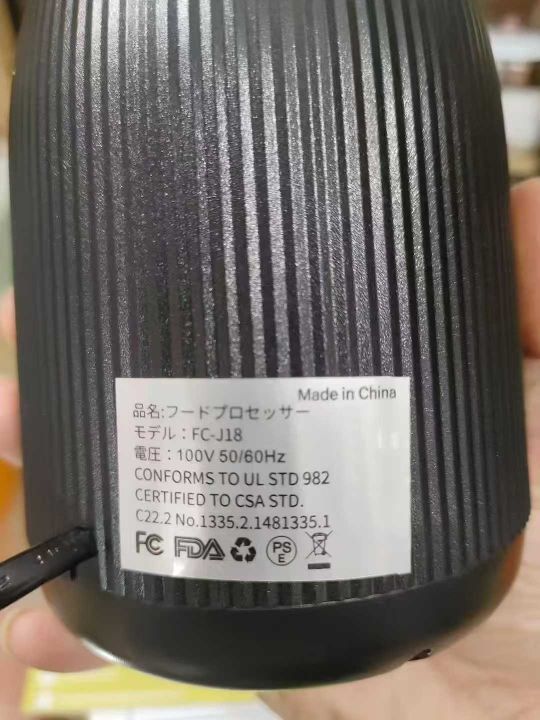 Made in China
品名:フードプロセッサー
モデル：FC-J18
電圧：100V 50/60Hz
CONFORMS TO UL STD 982
CERTIFIED TO CSA STD.
C22.2 No.1335.2.1481335.1
FC FDA PSE